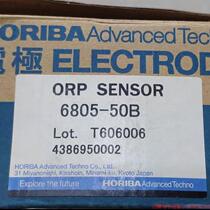 HORIBA Advanced Techno
電極 ELECTROD
ORP SENSOR
6805-50B
Lot. T606006
4386950002
HORIBA Advanced Techno Co., Ltd.
31 Miyanonishi, Kisshoin, Minami-ku, Kyoto Japan
Explore the future HORIBA Advanced Techno